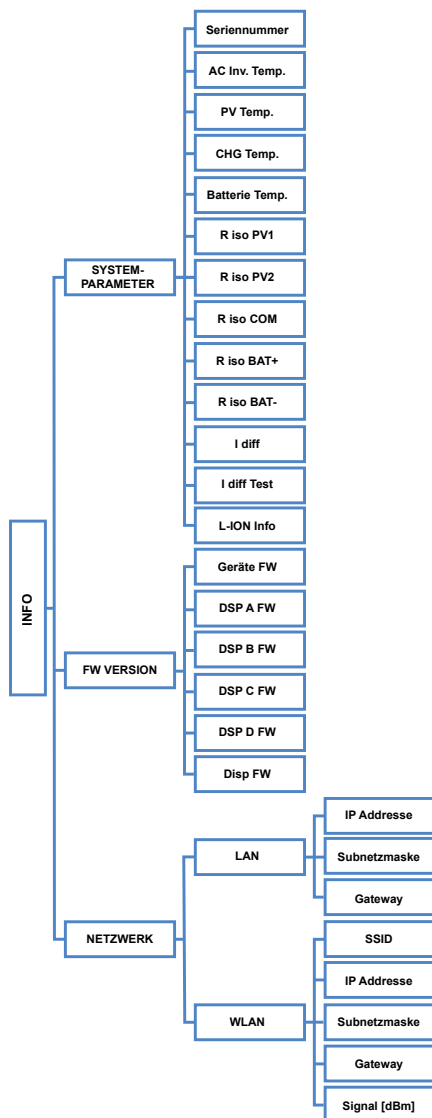 INFO
SYSTEM-
PARAMETER
Seriennummer
AC Inv. Temp.
PV Temp.
CHG Temp.
Batterie Temp.
R iso PV1
R iso PV2
R iso COM
R iso BAT+
R iso BAT-
I diff
I diff Test
L-ION Info
FW VERSION
Geräte FW
DSP A FW
DSP B FW
DSP C FW
DSP D FW
Disp FW
NETZWERK
LAN
IP Addresse
Subnetzmaske
Gateway
WLAN
SSID
IP Addresse
Subnetzmaske
Gateway
Signal [dBm]